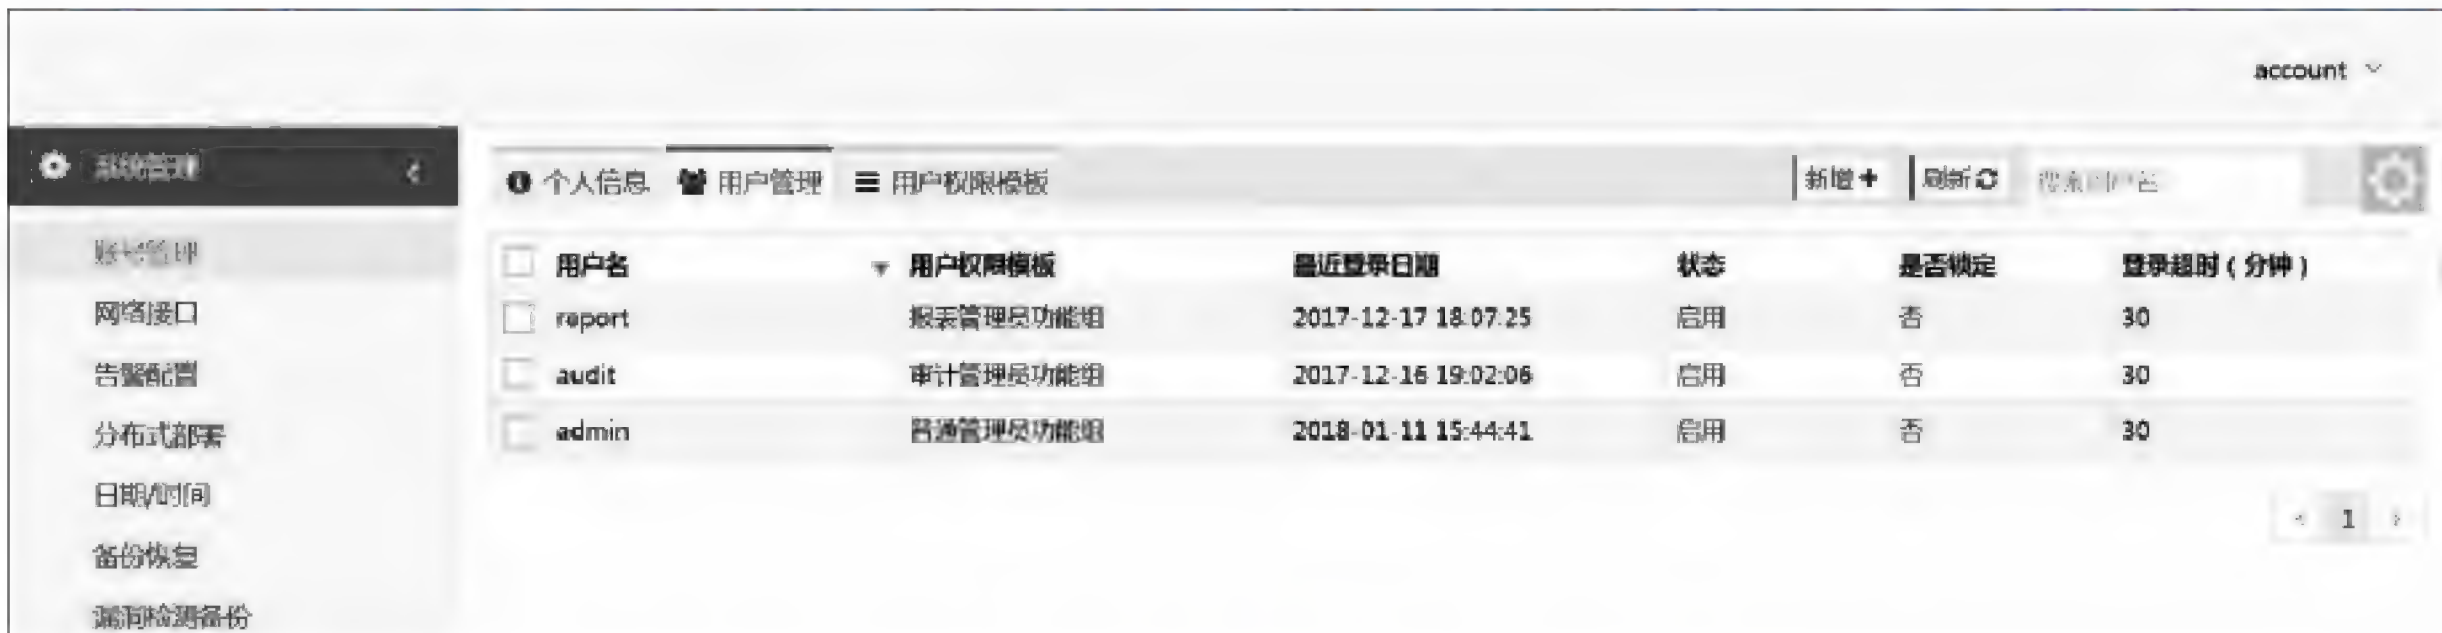 account
系统管理
个人信息 用户管理 用户权限模板 新增 刷新 搜索用户名
账号管理
网络接口
告警配置
分布式部署
日期/时间
备份恢复
漏洞检测备份
用户名 用户权限模板 最近登录日期 状态 是否锁定 登录超时(分钟)
report 报表管理员功能组 2017-12-17 18:07:25 启用 否 30
audit 审计管理员功能组 2017-12-16 19:02:06 启用 否 30
admin 普通管理员功能组 2018-01-11 15:44:41 启用 否 30
1